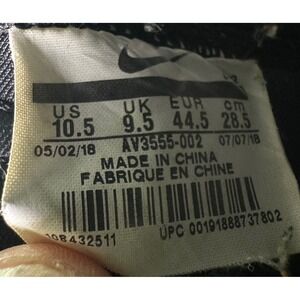 US UK EUR cm
10.5 9.5 44.5 28.5
05/02/18 AV3555-002 07/07/18
MADE IN CHINA
FABRIQUE EN CHINE
UPC 00191888737802